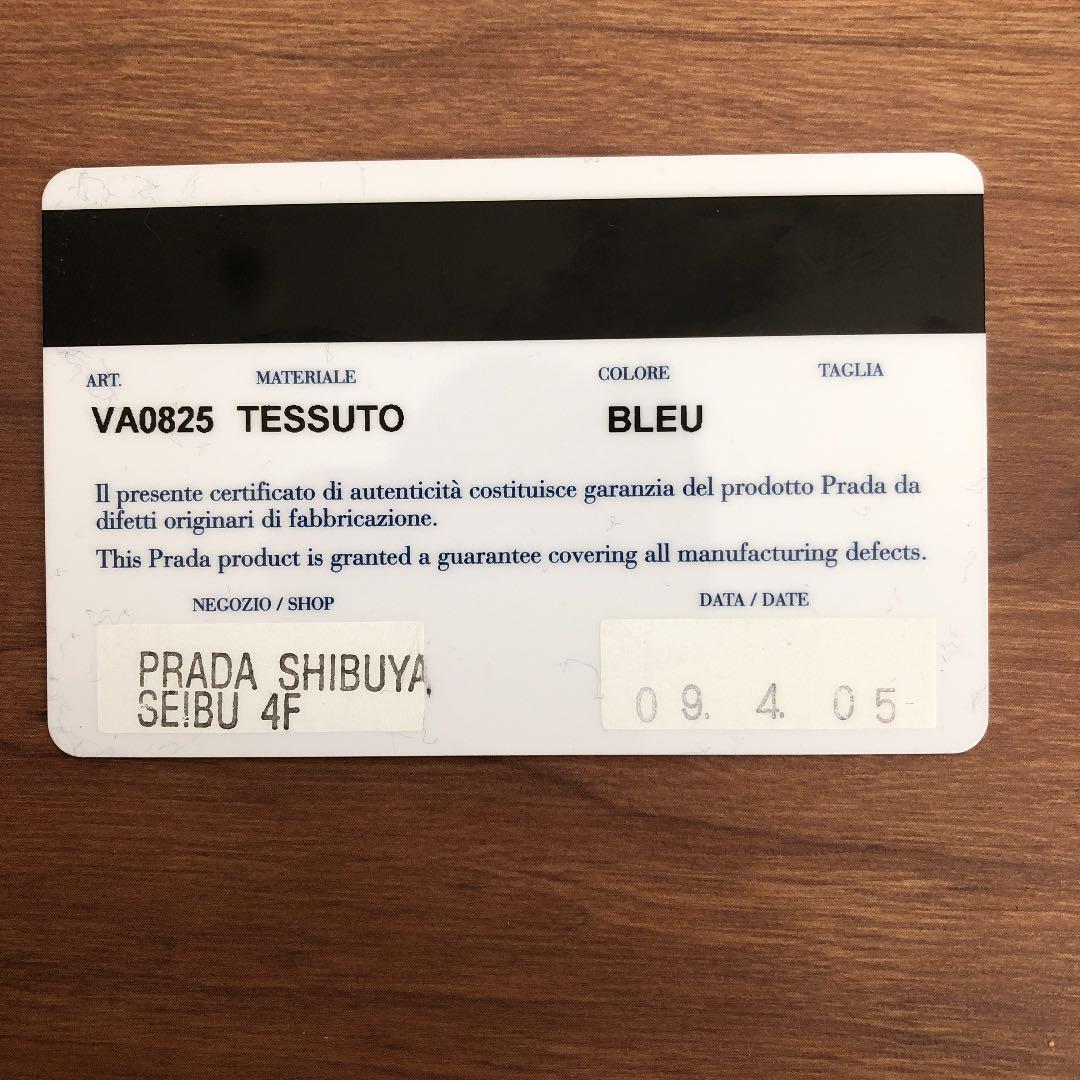 ART. MATERIALE COLORE TAGLIA
VA0825 TESSUTO BLEU
Il presente certificato di autenticità costituisce garanzia del prodotto Prada da
difetti originari di fabbricazione.
This Prada product is granted a guarantee covering all manufacturing defects.
NEGOZIO / SHOP DATA / DATE
PRADA SHIBUYA
SEIBU 4F
09. 4. 05